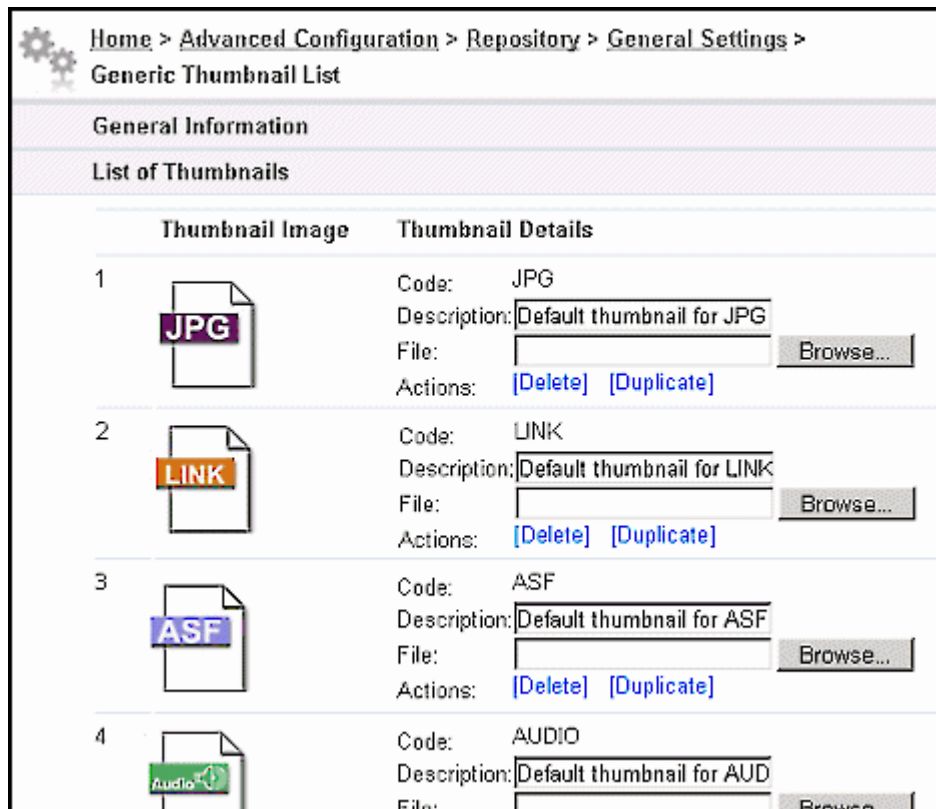 Home > Advanced Configuration > Repository > General Settings >
Generic Thumbnail List
General Information
List of Thumbnails
Thumbnail Image Thumbnail Details
1
JPG
Code: JPG
Description: Default thumbnail for JPG
File: Browse...
Actions: [Delete] [Duplicate]
2
LINK
Code: LINK
Description: Default thumbnail for LINK
File: Browse...
Actions: [Delete] [Duplicate]
3
ASF
Code: ASF
Description: Default thumbnail for ASF
File: Browse...
Actions: [Delete] [Duplicate]
4
Audio
Code: AUDIO
Description: Default thumbnail for AUD
File: Browse...